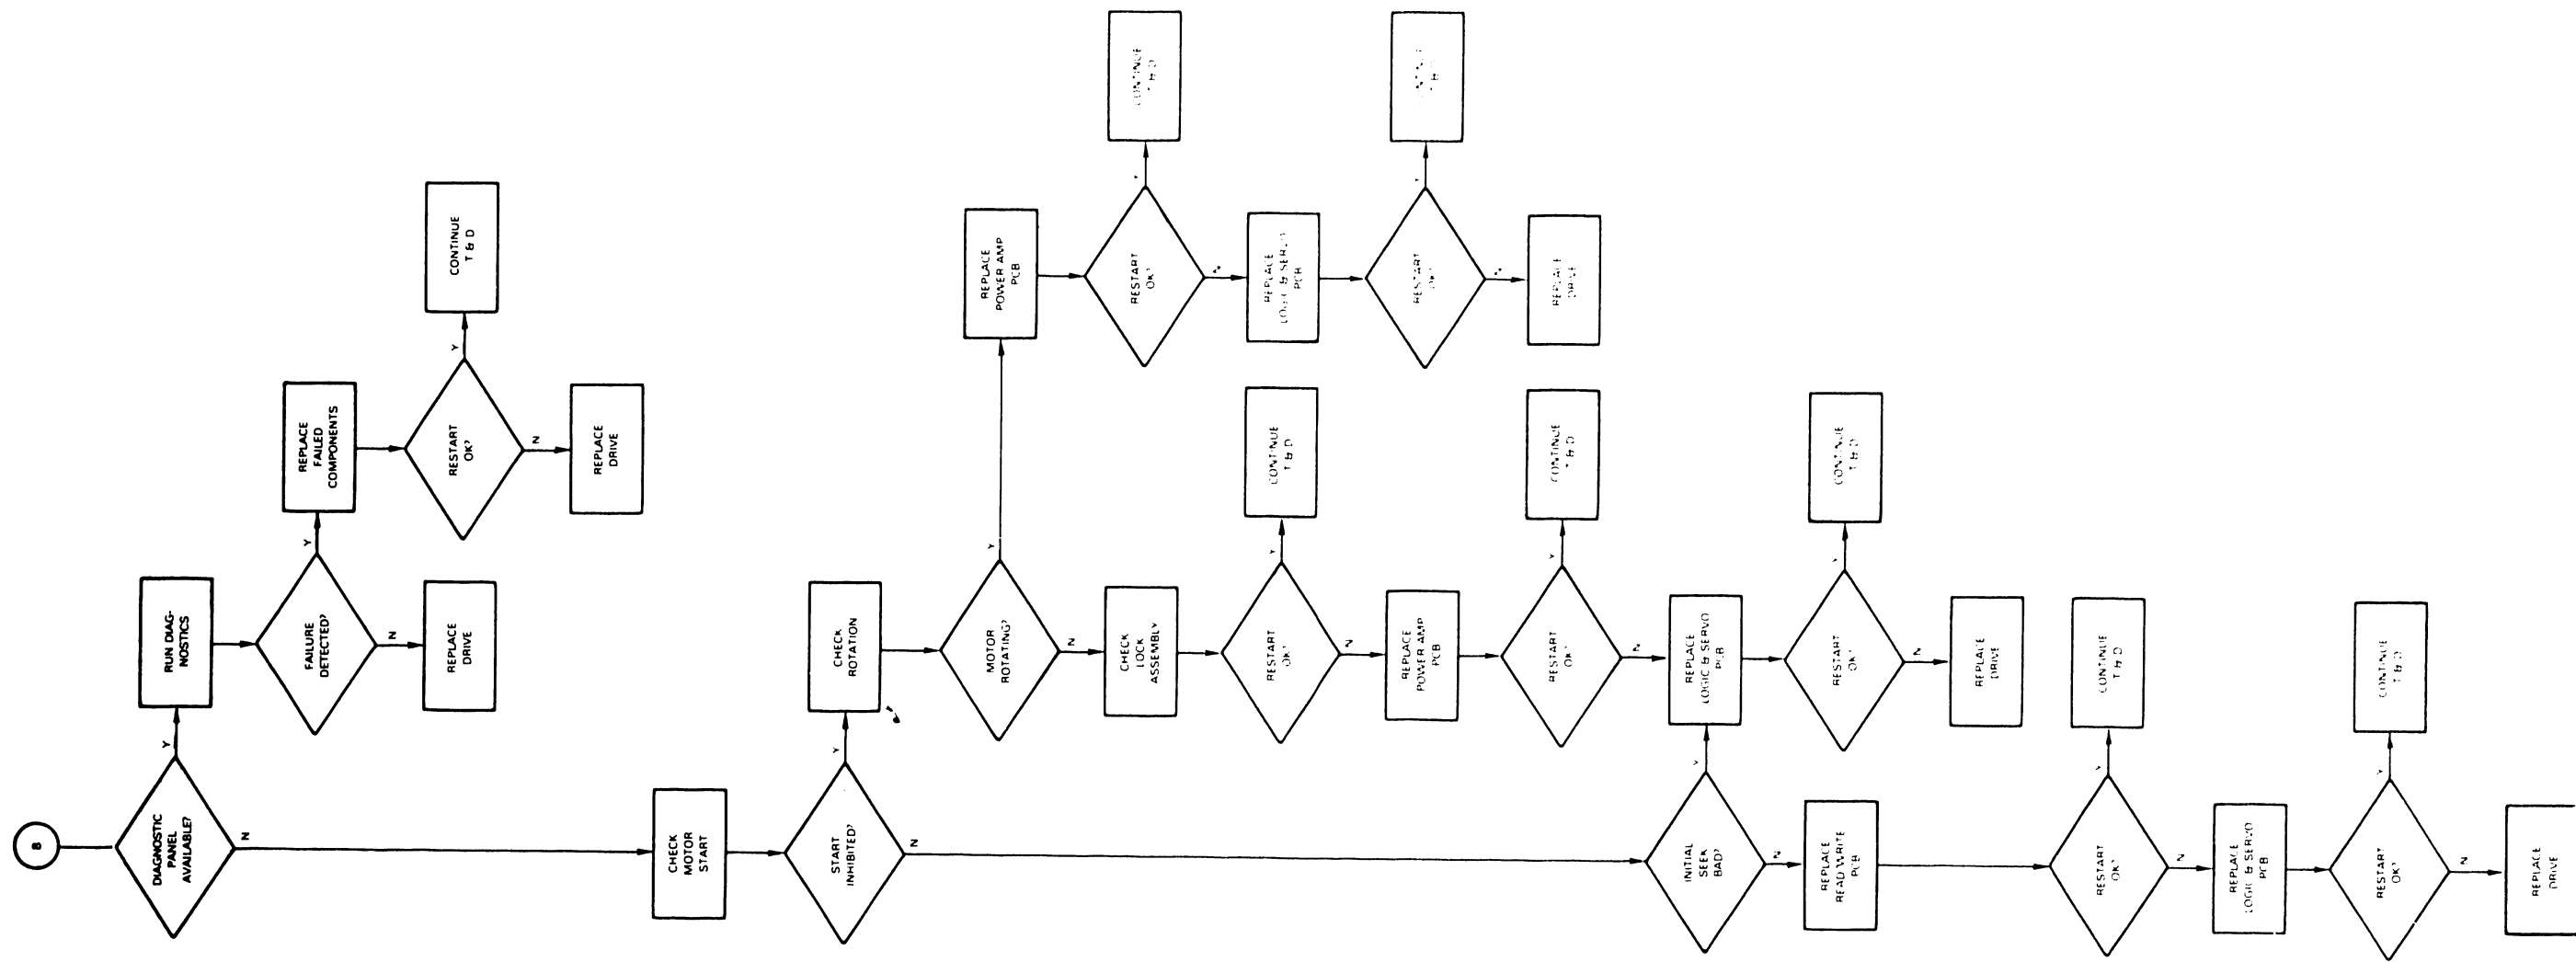 B
DIAGNOSTIC
PANEL
AVAILABLE?
Y
N
RUN DIAG-
NOSTICS
FAILURE
DETECTED?
Y
N
REPLACE
DRIVE
REPLACE
FAILED
COMPONENTS
RESTART
OK?
Y
N
CONTINUE
T & D
REPLACE
DRIVE
CHECK
MOTOR
START
START
INHIBITED?
Y
N
CHECK
ROTATION
MOTOR
ROTATING?
Y
N
REPLACE
POWER AMP
PCB
RESTART
OK?
Y
N
CONTINUE
T & D
REPLACE
LOGIC & SERVO
PCB
RESTART
OK?
Y
N
CONTINUE
T & D
REPLACE
DRIVE
CHECK
LOCK
ASSEMBLY
RESTART
OK?
Y
N
CONTINUE
T & D
REPLACE
POWER AMP
PCB
RESTART
OK?
Y
N
CONTINUE
T & D
REPLACE
LOGIC & SERVO
PCB
RESTART
OK?
Y
N
CONTINUE
T & D
REPLACE
DRIVE
INITIAL
SEEK
BAD?
Y
N
REPLACE
READ WRITE
PCB
RESTART
OK?
Y
N
CONTINUE
T & D
REPLACE
LOGIC & SERVO
PCB
RESTART
OK?
Y
N
CONTINUE
T & D
REPLACE
DRIVE